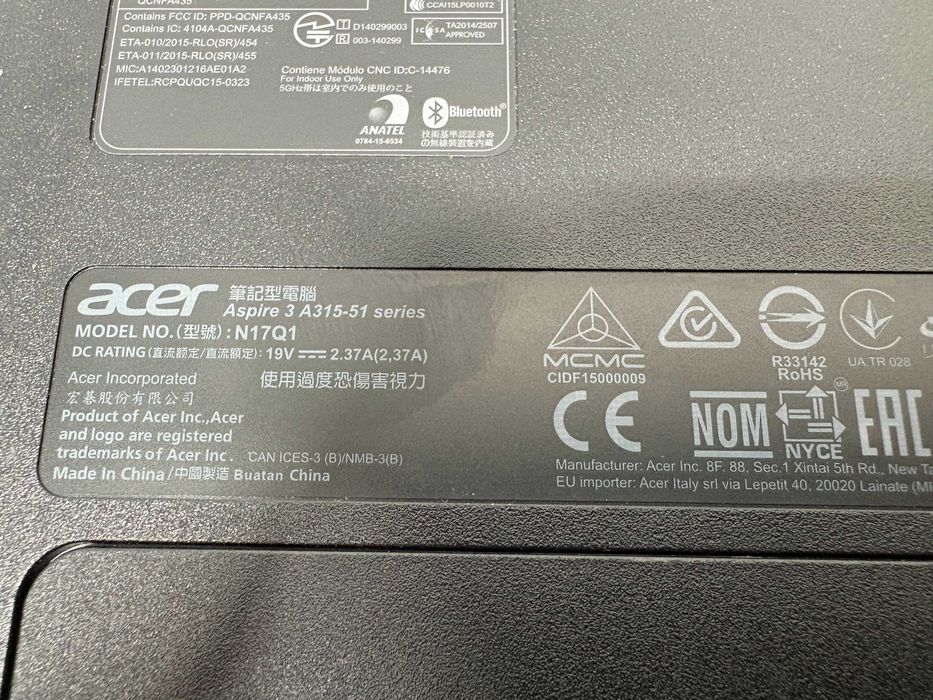 QCNFA435
Contains FCC ID: PPD-QCNFA435
Contains IC: 4104A-QCNFA435
ETA-010/2015-RLO(SR)/454
ETA-011/2015-RLO(SR)/455
MIC:A1402301216AE01A2
IFETEL:RCPQUQC15-0323
T D140299003
R 003-140299
CCAI15LP0010T2
ICASA TA2014/2507
APPROVED
Contiene Módulo CNC ID:C-14476
For Indoor Use Only
5GHz帯は室内でのみ使用のこと
ANATEL
0784-15-6534
Bluetooth®
技術基準認証済み
の無線装置を内蔵
acer 筆記型電腦
Aspire 3 A315-51 series
MODEL NO.(型號):N17Q1
DC RATING(直流额定/直流額定): 19V 2.37A(2,37A)
Acer Incorporated 使用過度恐傷害視力
宏碁股份有限公司
Product of Acer Inc.,Acer
and logo are registered
trademarks of Acer Inc. CAN ICES-3 (B)/NMB-3(B)
Made In China/中國製造 Buatan China
MCMC
CIDF15000009
R33142
RoHS
UA TR 028
CE
NOM
MR
NYCE
EAC
Manufacturer: Acer Inc. 8F, 88, Sec.1 Xintai 5th Rd., New
EU importer: Acer Italy srl via Lepetit 40, 20020 Lainate